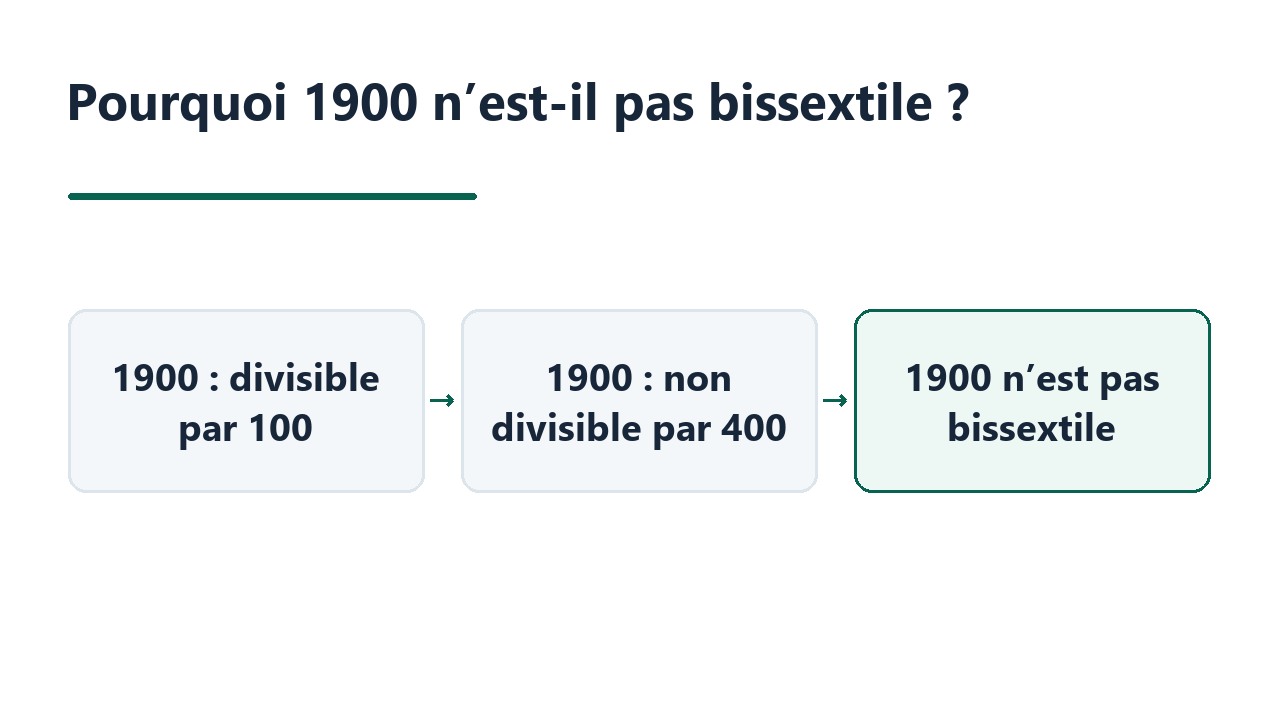 Pourquoi 1900 n’est-il pas bissextile ?
1900 : divisible
par 100
→
1900 : non
divisible par 400
→
1900 n’est pas
bissextile